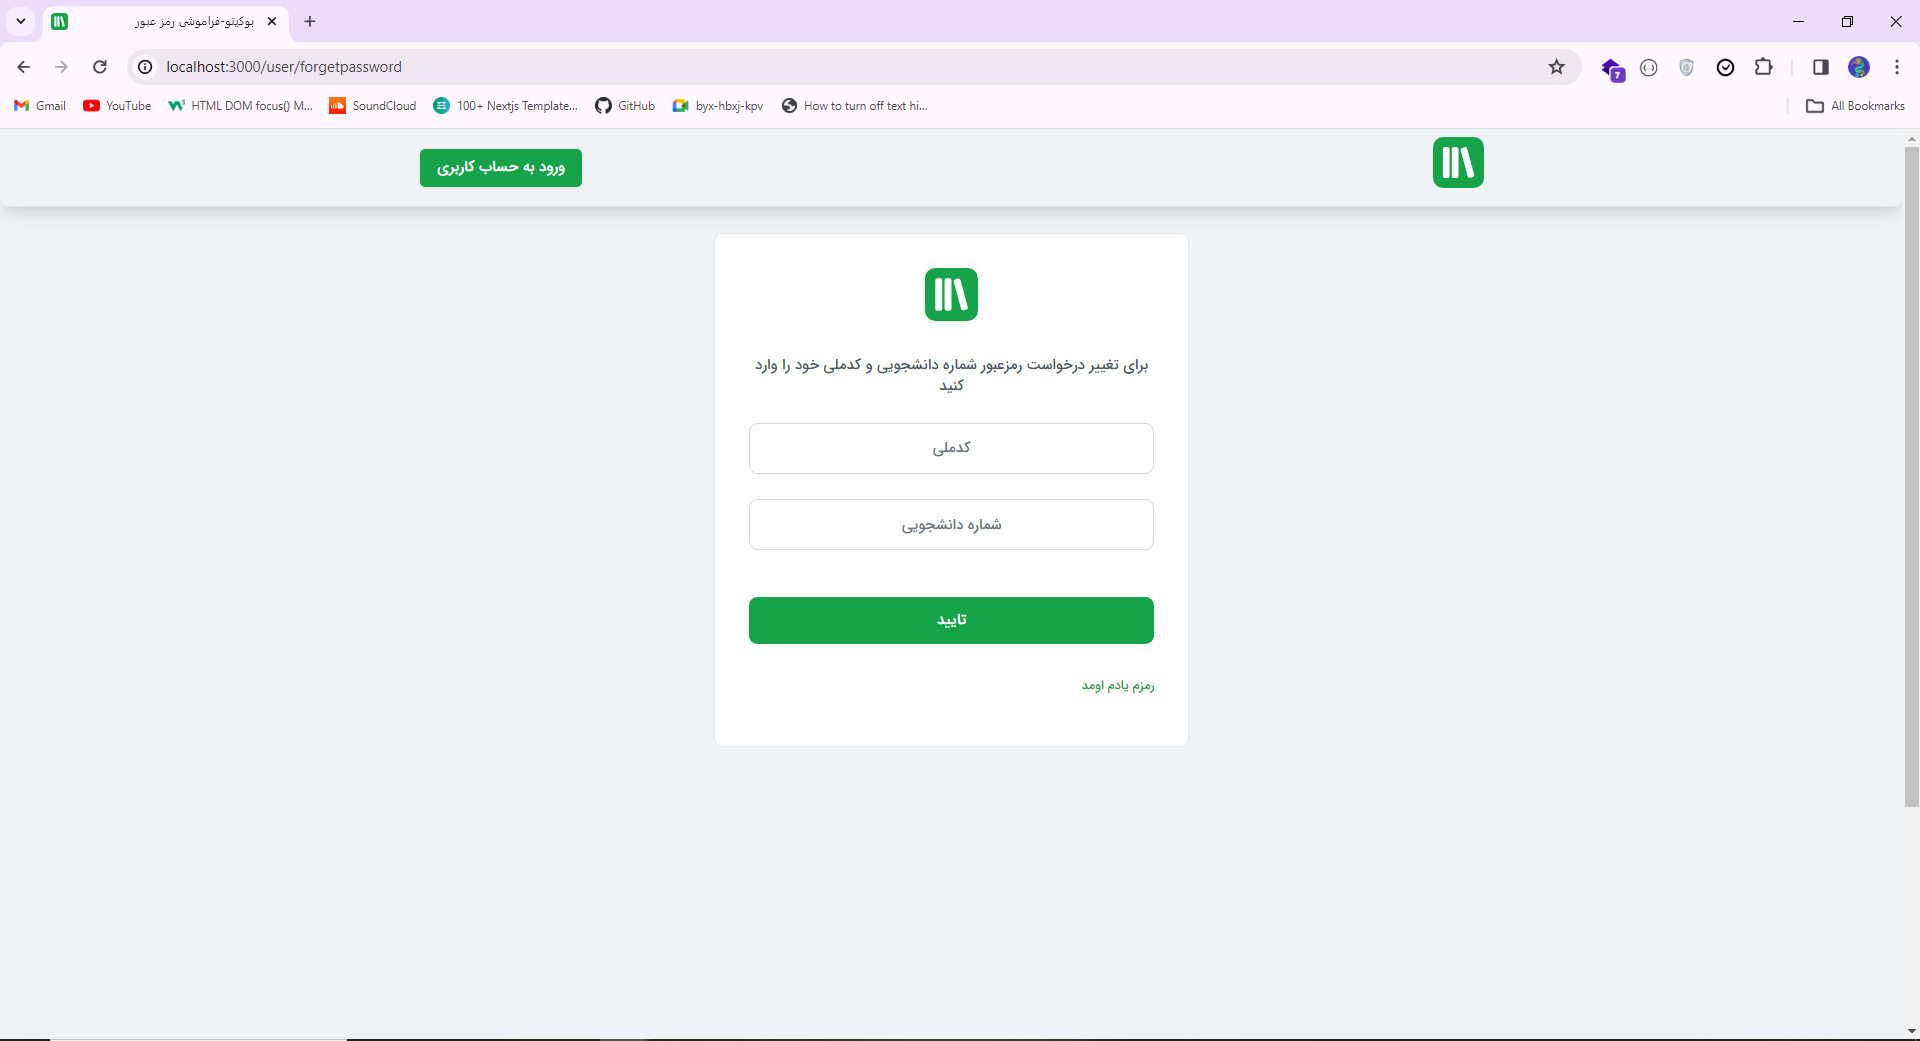 بوکیتو-فراموشی رمز عبور
localhost:3000/user/forgetpassword
7
Gmail
YouTube
HTML DOM focus() M...
SoundCloud
100+ Nextjs Template...
GitHub
byx-hbxj-kpv
How to turn off text hi...
All Bookmarks
ورود به حساب کاربری
برای تغییر درخواست رمزعبور شماره دانشجویی و کدملی خود را وارد
کنید
کدملی
شماره دانشجویی
تایید
رمزم یادم اومد